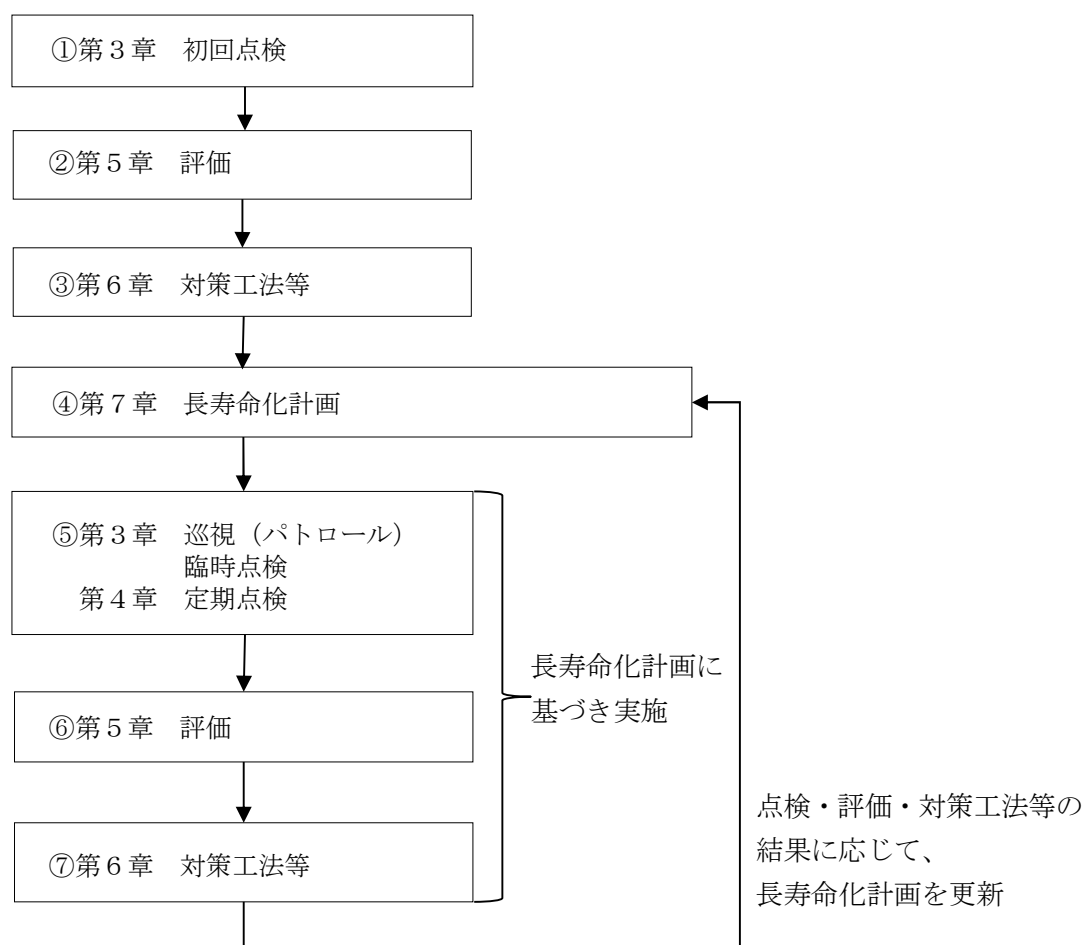 ①第３章　初回点検
②第５章　評価
③第６章　対策工法等
④第７章　長寿命化計画
⑤第３章　巡視（パトロール）
臨時点検
第４章　定期点検
長寿命化計画に
基づき実施
⑥第５章　評価
⑦第６章　対策工法等
点検・評価・対策工法等の
結果に応じて、
長寿命化計画を更新